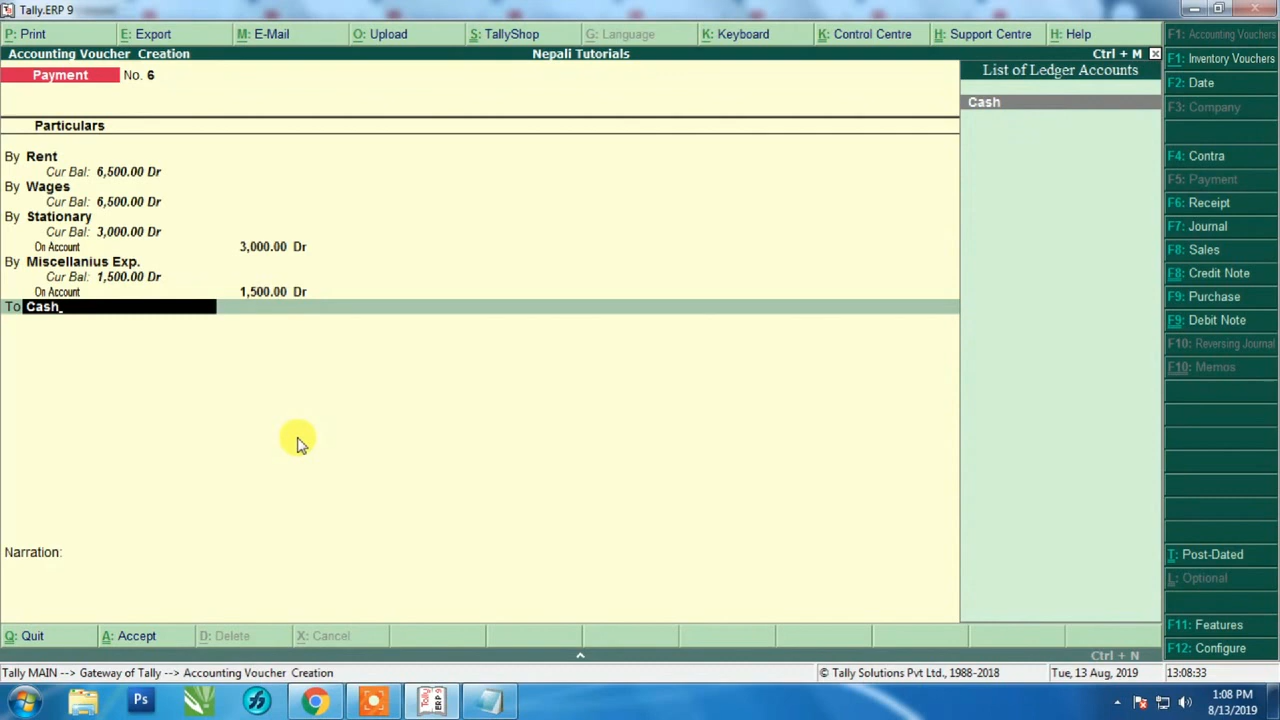 Tally.ERP 9
P: Print E: Export M: E-Mail O: Upload S: TallyShop G: Language K: Keyboard K: Control Centre H: Support Centre H: Help
Accounting Voucher Creation Nepali Tutorials Ctrl + M
Payment No. 6
Particulars
By Rent
Cur Bal: 6,500.00 Dr
By Wages
Cur Bal: 6,500.00 Dr
By Stationary
Cur Bal: 3,000.00 Dr
On Account 3,000.00 Dr
By Miscellanius Exp.
Cur Bal: 1,500.00 Dr
On Account 1,500.00 Dr
To Cash
Narration:
List of Ledger Accounts
Cash
F1: Accounting Vouchers
F1: Inventory Vouchers
F2: Date
F3: Company
F4: Contra
F5: Payment
F6: Receipt
F7: Journal
F8: Sales
F8: Credit Note
F9: Purchase
F9: Debit Note
F10: Reversing Journal
F10: Memos
T: Post-Dated
L: Optional
F11: Features
F12: Configure
Q: Quit A: Accept D: Delete X: Cancel
Ctrl + N
Tally MAIN --> Gateway of Tally --> Accounting Voucher Creation © Tally Solutions Pvt Ltd., 1988-2018 Tue, 13 Aug, 2019 13:08:33
Ps
Tally ERP 9
1:08 PM
8/13/2019